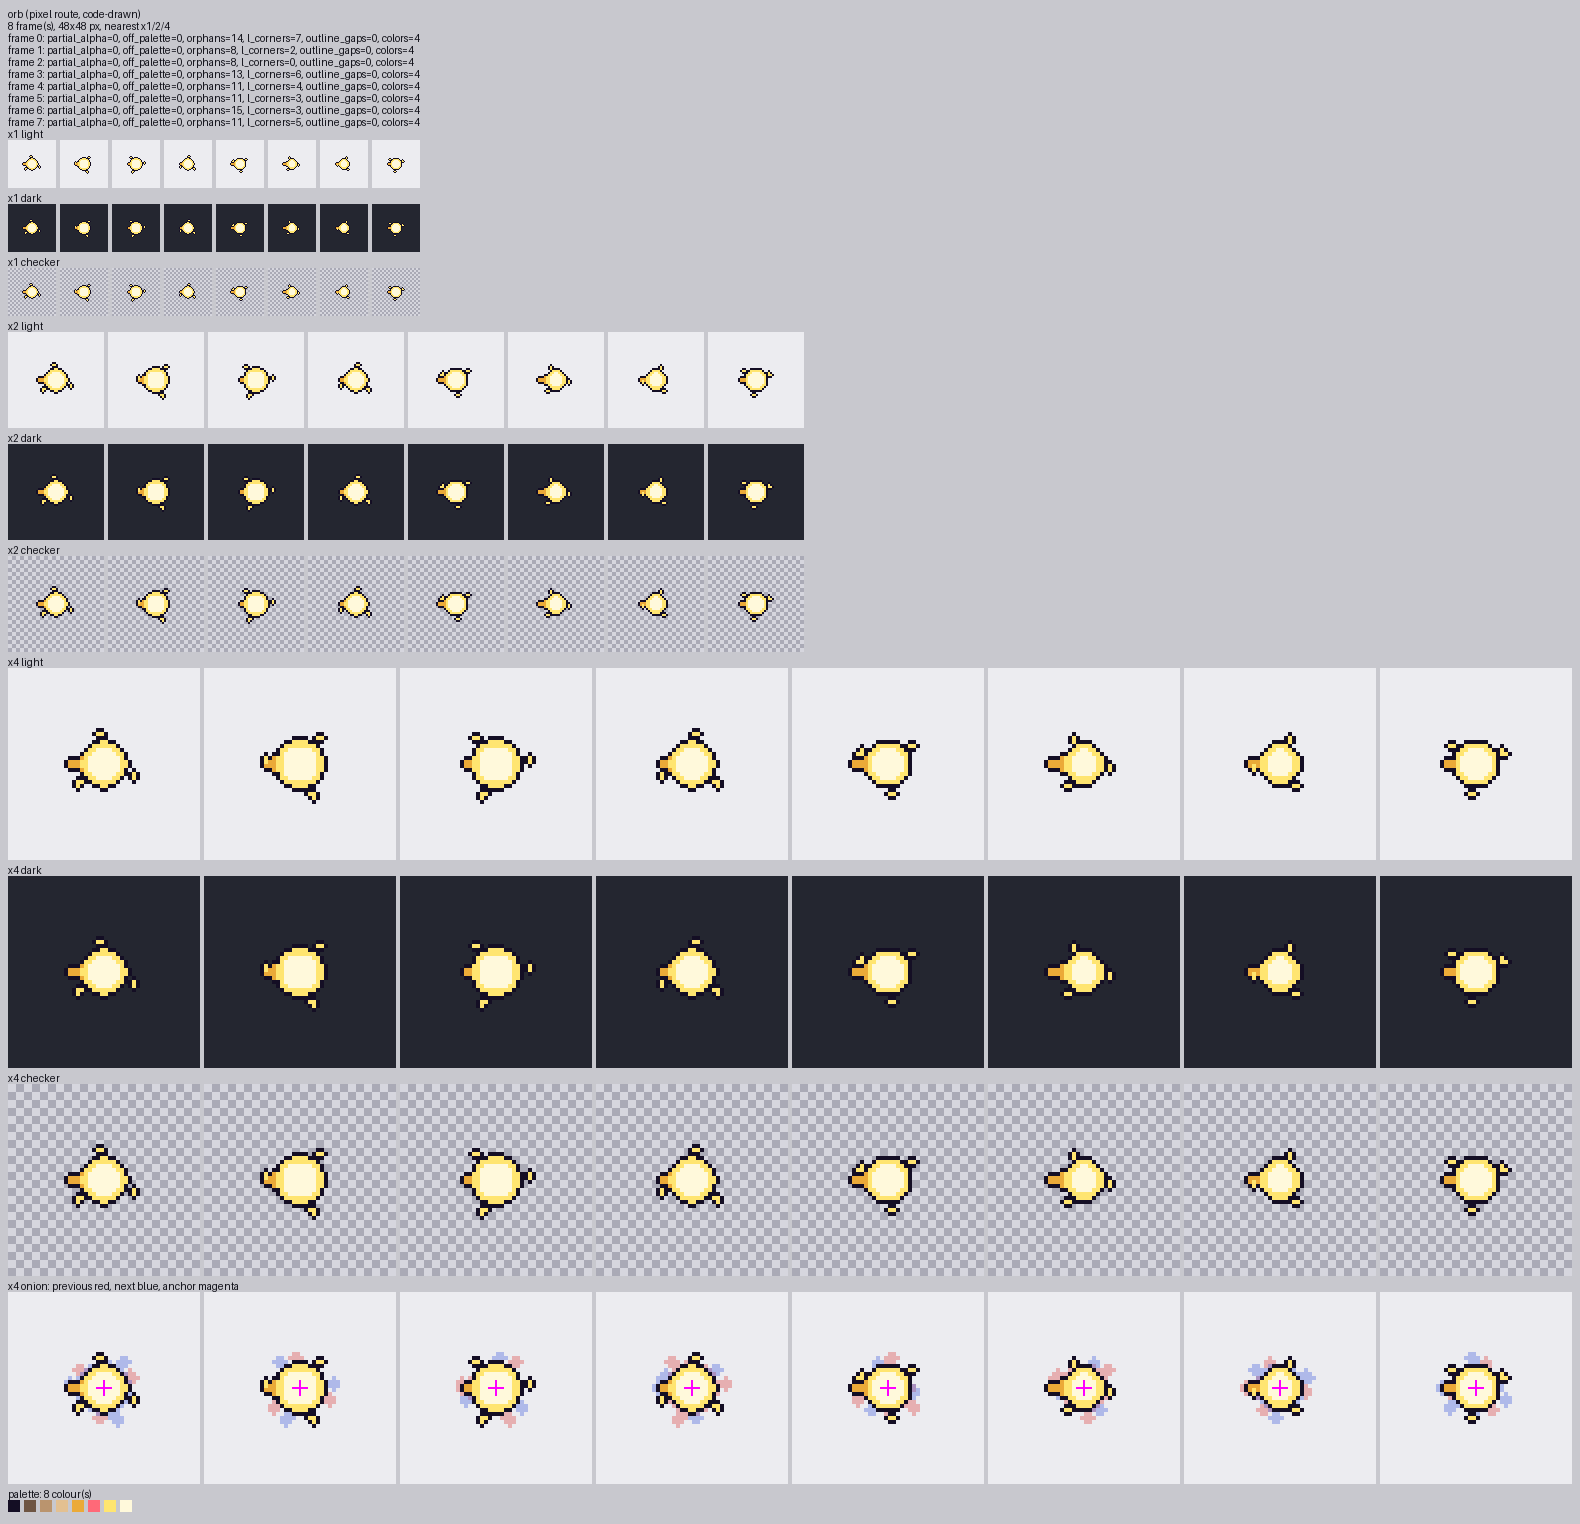 orb (pixel route, code-drawn)
8 frame(s), 48x48 px, nearest x1/2/4
frame 0: partial_alpha=0, off_palette=0, orphans=14, l_corners=7, outline_gaps=0, colors=4
frame 1: partial_alpha=0, off_palette=0, orphans=8, l_corners=2, outline_gaps=0, colors=4
frame 2: partial_alpha=0, off_palette=0, orphans=8, l_corners=0, outline_gaps=0, colors=4
frame 3: partial_alpha=0, off_palette=0, orphans=13, l_corners=6, outline_gaps=0, colors=4
frame 4: partial_alpha=0, off_palette=0, orphans=11, l_corners=4, outline_gaps=0, colors=4
frame 5: partial_alpha=0, off_palette=0, orphans=11, l_corners=3, outline_gaps=0, colors=4
frame 6: partial_alpha=0, off_palette=0, orphans=15, l_corners=3, outline_gaps=0, colors=4
frame 7: partial_alpha=0, off_palette=0, orphans=11, l_corners=5, outline_gaps=0, colors=4
x1 light
x1 dark
x1 checker
x2 light
x2 dark
x2 checker
x4 light
x4 dark
x4 checker
x4 onion: previous red, next blue, anchor magenta
palette: 8 colour(s)